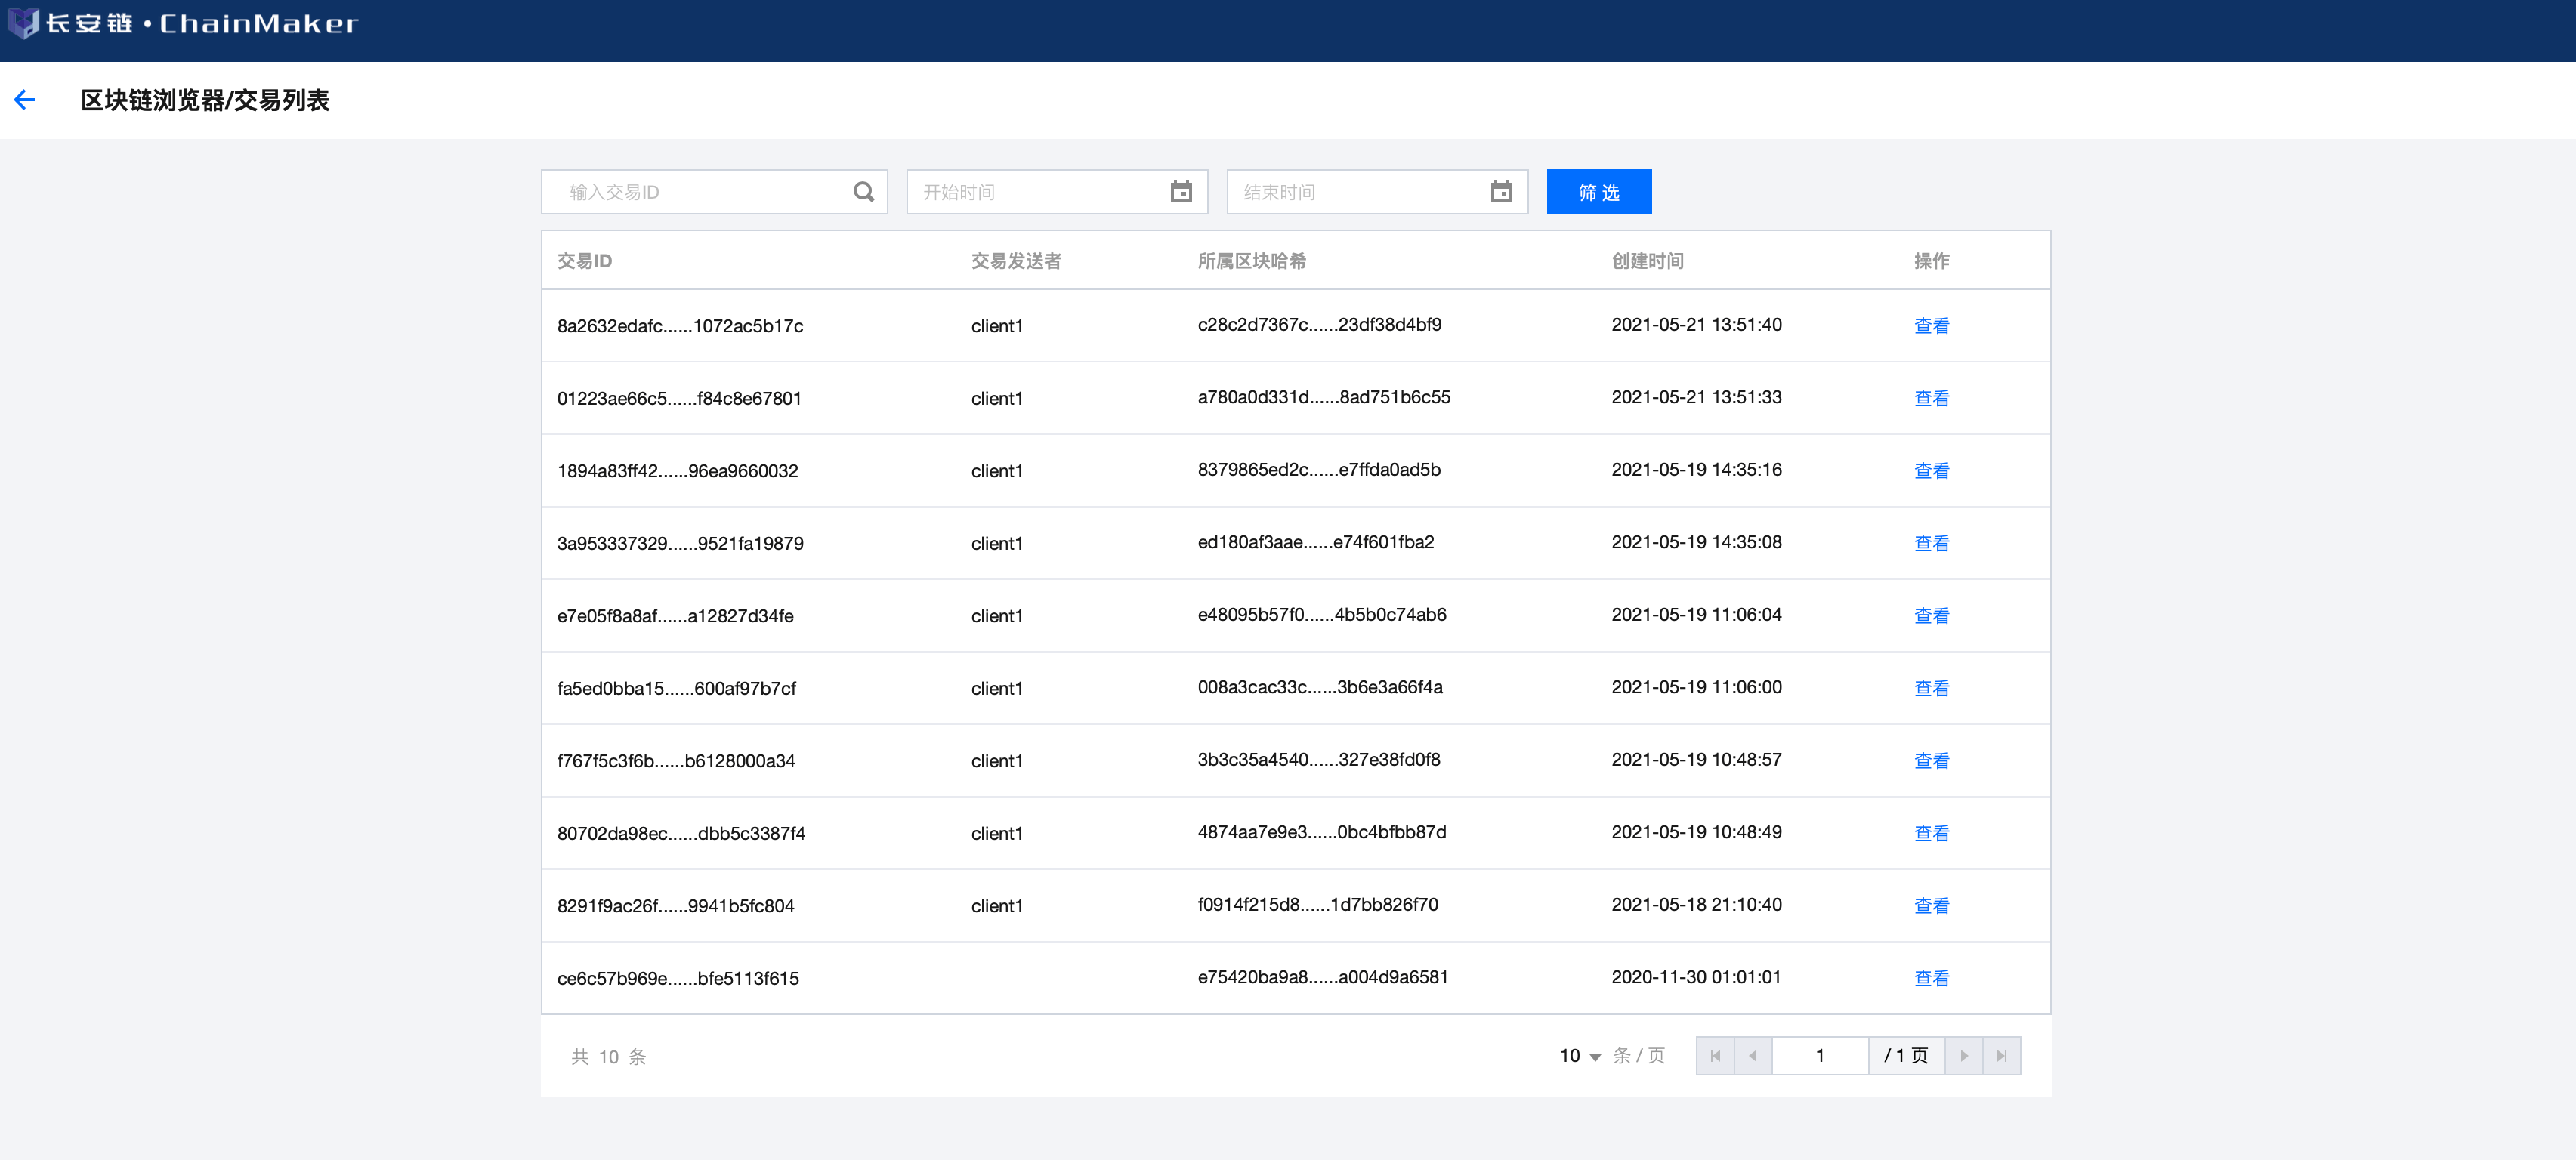 长安链·ChainMaker
区块链浏览器/交易列表
输入交易ID 开始时间 结束时间 筛 选
交易ID 交易发送者 所属区块哈希 创建时间 操作
8a2632edafc......1072ac5b17c client1 c28c2d7367c......23df38d4bf9 2021-05-21 13:51:40 查看
01223ae66c5......f84c8e67801 client1 a780a0d331d......8ad751b6c55 2021-05-21 13:51:33 查看
1894a83ff42......96ea9660032 client1 8379865ed2c......e7ffda0ad5b 2021-05-19 14:35:16 查看
3a953337329......9521fa19879 client1 ed180af3aae......e74f601fba2 2021-05-19 14:35:08 查看
e7e05f8a8af......a12827d34fe client1 e48095b57f0......4b5b0c74ab6 2021-05-19 11:06:04 查看
fa5ed0bba15......600af97b7cf client1 008a3cac33c......3b6e3a66f4a 2021-05-19 11:06:00 查看
f767f5c3f6b......b6128000a34 client1 3b3c35a4540......327e38fd0f8 2021-05-19 10:48:57 查看
80702da98ec......dbb5c3387f4 client1 4874aa7e9e3......0bc4bfbb87d 2021-05-19 10:48:49 查看
8291f9ac26f......9941b5fc804 client1 f0914f215d8......1d7bb826f70 2021-05-18 21:10:40 查看
ce6c57b969e......bfe5113f615 e75420ba9a8......a004d9a6581 2020-11-30 01:01:01 查看
共 10 条 10 条 / 页 1 / 1 页